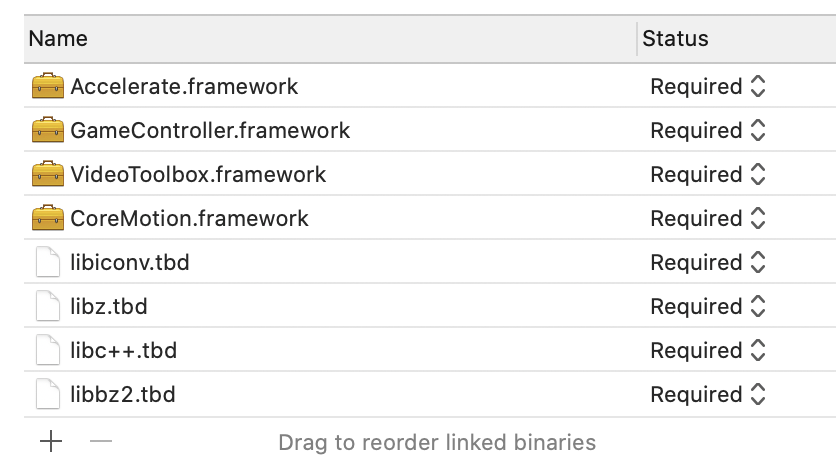 Name Status
Accelerate.framework Required
GameController.framework Required
VideoToolbox.framework Required
CoreMotion.framework Required
libiconv.tbd Required
libz.tbd Required
libc++.tbd Required
libbz2.tbd Required
Drag to reorder linked binaries